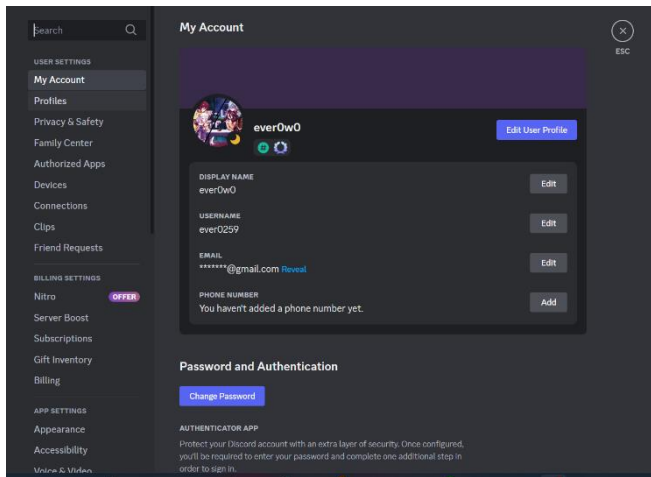 Search
USER SETTINGS
My Account
Profiles
Privacy & Safety
Family Center
Authorized Apps
Devices
Connections
Clips
Friend Requests
BILLING SETTINGS
Nitro OFFER
Server Boost
Subscriptions
Gift Inventory
Billing
APP SETTINGS
Appearance
Accessibility
Voice & Video
My Account
ESC
ever0w0
Edit User Profile
DISPLAY NAME
ever0w0
Edit
USERNAME
ever0259
Edit
EMAIL
*******@gmail.com Reveal
Edit
PHONE NUMBER
You haven't added a phone number yet.
Add
Password and Authentication
Change Password
AUTHENTICATOR APP
Protect your Discord account with an extra layer of security. Once configured,
you'll be required to enter your password and complete one additional step in
order to sign in.